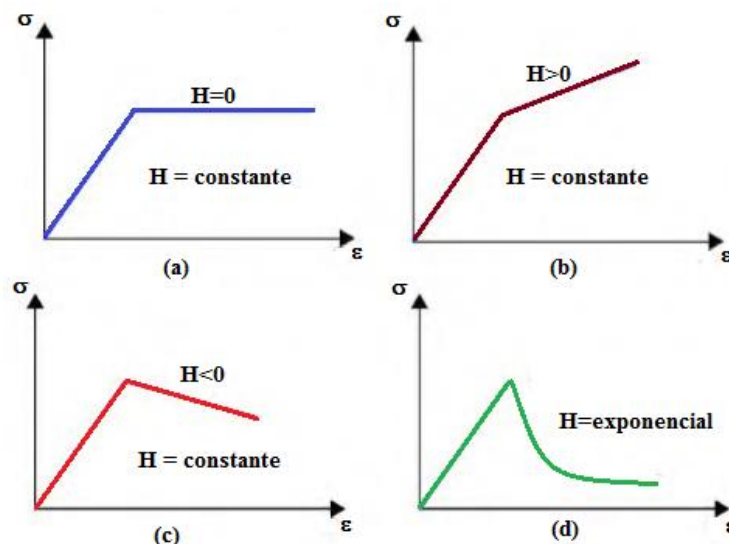 σ
H=0
H = constante
ε
(a)
σ
H>0
H = constante
ε
(b)
σ
H<0
H = constante
ε
(c)
σ
H=exponencial
ε
(d)